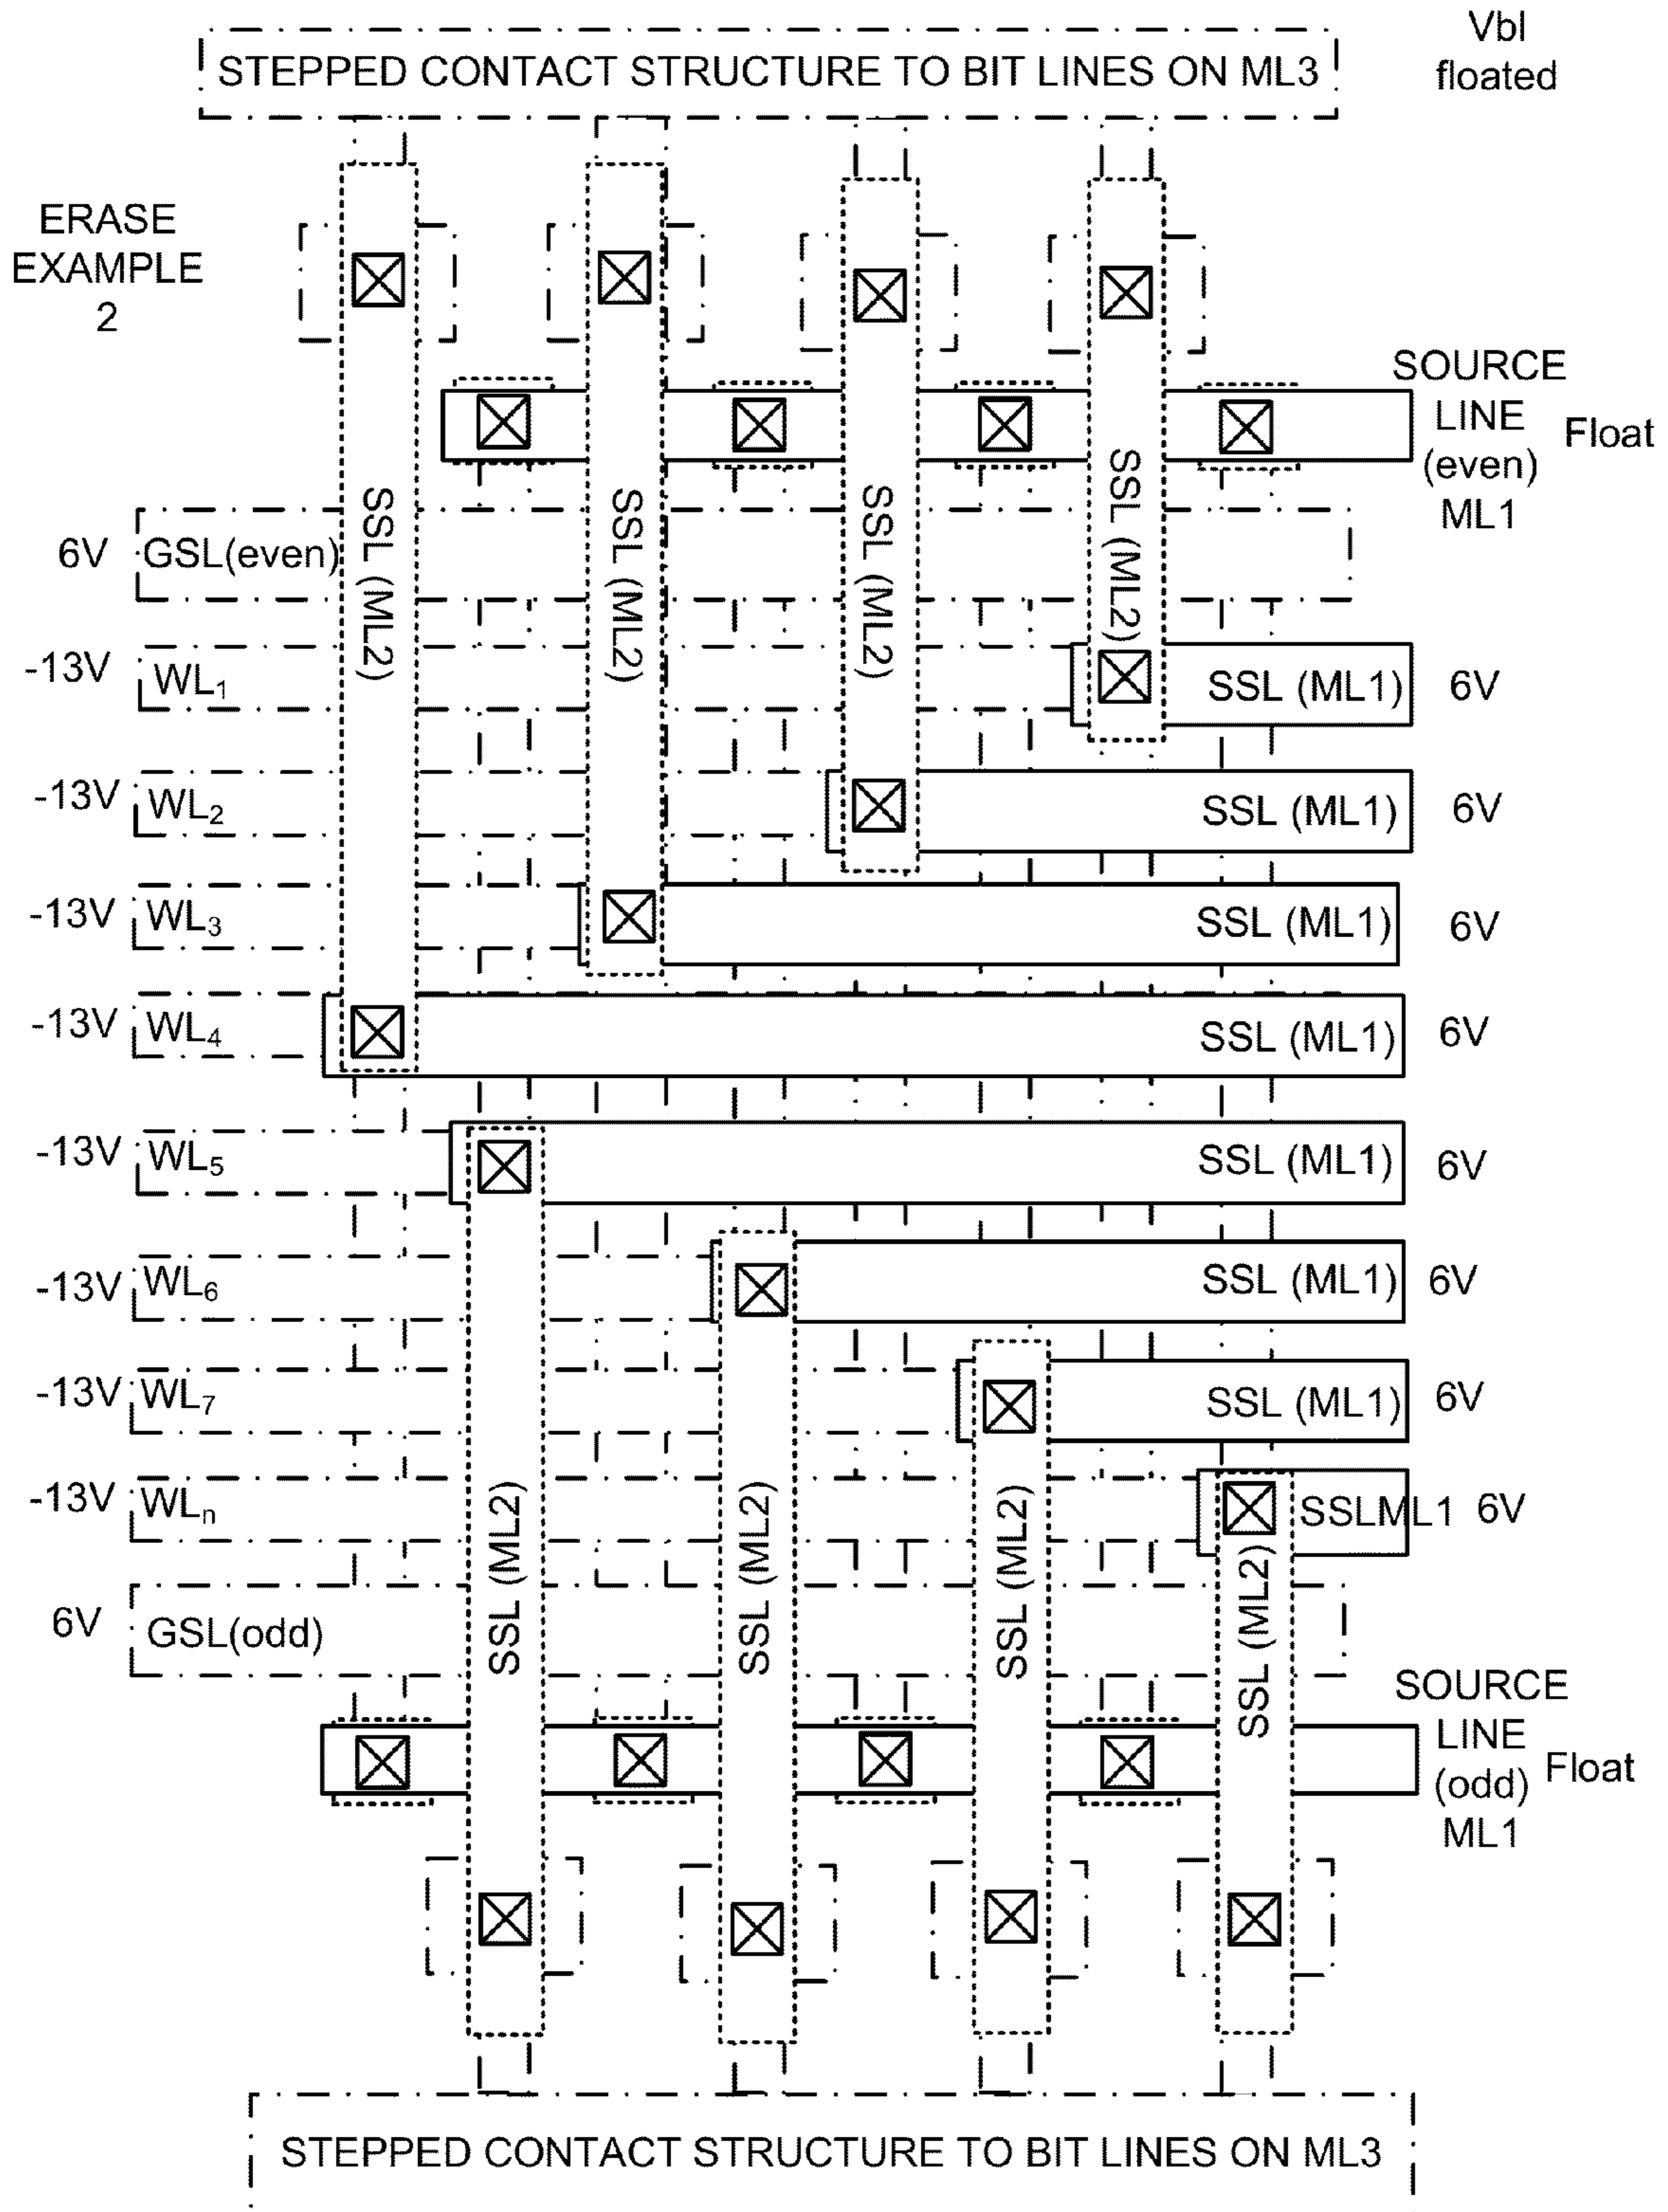 Vbl
floated
STEPPED CONTACT STRUCTURE TO BIT LINES ON ML3
ERASE
EXAMPLE
2
SOURCE
LINE
(even)
ML1
Float
SSL (ML2)
SSL (ML2)
SSL (ML2)
SSL (ML2)
6V GSL(even)
-13V WL1 SSL (ML1) 6V
-13V WL2 SSL (ML1) 6V
-13V WL3 SSL (ML1) 6V
-13V WL4 SSL (ML1) 6V
-13V WL5 SSL (ML1) 6V
-13V WL6 SSL (ML1) 6V
-13V WL7 SSL (ML1) 6V
-13V WLn SSLML1 6V
SSL (ML2)
SSL (ML2)
SSL (ML2)
SSL (ML2)
6V GSL(odd)
SOURCE
LINE
(odd)
ML1
Float
STEPPED CONTACT STRUCTURE TO BIT LINES ON ML3